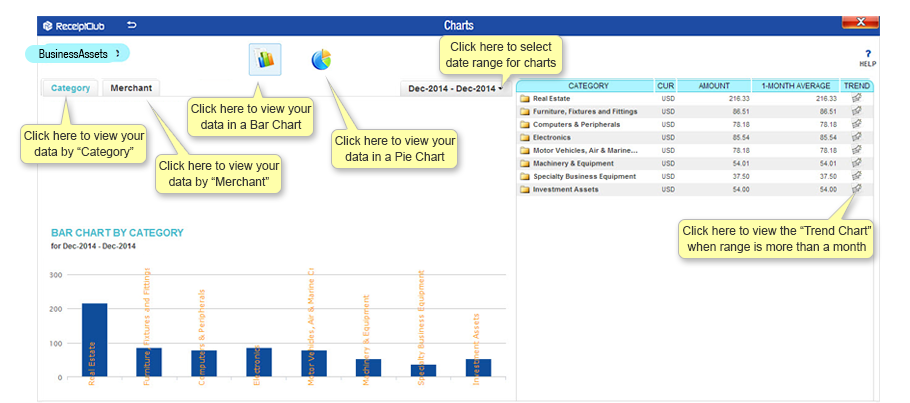 ReceiptClub
Charts
X
BusinessAssets
Click here to select
date range for charts
?
HELP
Category
Merchant
Dec-2014 - Dec-2014
Click here to view your
data in a Bar Chart
Click here to view your
data in a Pie Chart
Click here to view your
data by “Category”
Click here to view your
data by “Merchant”
CATEGORY CUR AMOUNT 1-MONTH AVERAGE TREND
Real Estate USD 216.33 216.33
Furniture, Fixtures and Fittings USD 86.51 86.51
Computers & Peripherals USD 78.18 78.18
Electronics USD 85.54 85.54
Motor Vehicles, Air & Marine... USD 78.18 78.18
Machinery & Equipment USD 54.01 54.01
Specialty Business Equipment USD 37.50 37.50
Investment Assets USD 54.00 54.00
Click here to view the “Trend Chart”
when range is more than a month
BAR CHART BY CATEGORY
for Dec-2014 - Dec-2014
300
200
100
0
Real Estate
Furniture, Fixtures and Fittings
Computers & Peripherals
Electronics
Motor Vehicles, Air & Marine C
Machinery & Equipment
Specialty Business Equipment
Investment Assets